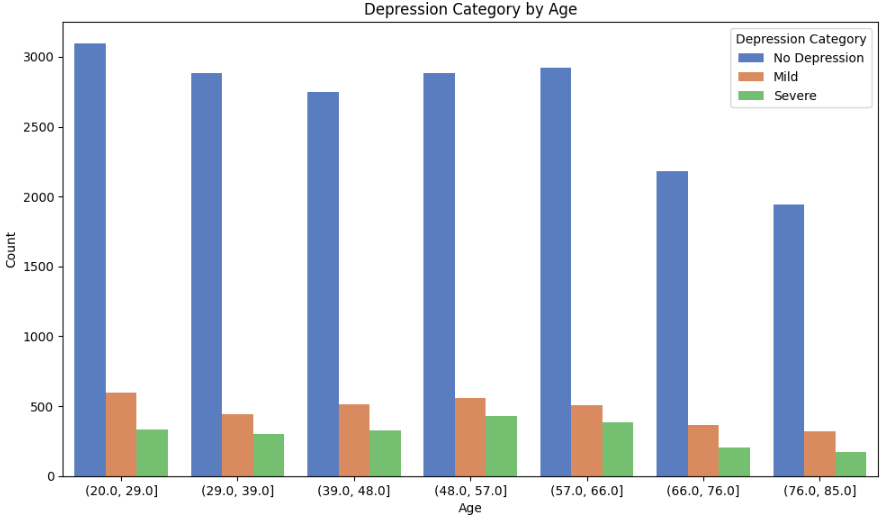 Depression Category by Age
Depression Category
No Depression
Mild
Severe
Count
3000
2500
2000
1500
1000
500
0
(20.0, 29.0]
(29.0, 39.0]
(39.0, 48.0]
(48.0, 57.0]
(57.0, 66.0]
(66.0, 76.0]
(76.0, 85.0]
Age